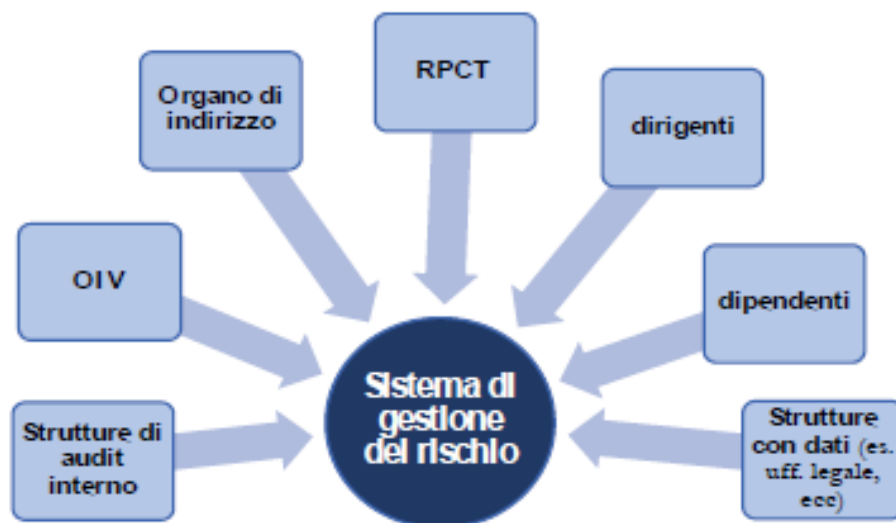 RPCT
Organo di
indirizzo
dirigenti
OIV
dipendenti
Sistema di
gestione
del rischio
Strutture di
audit
interno
Strutture
con dati (es.
uff. legale,
ecc)